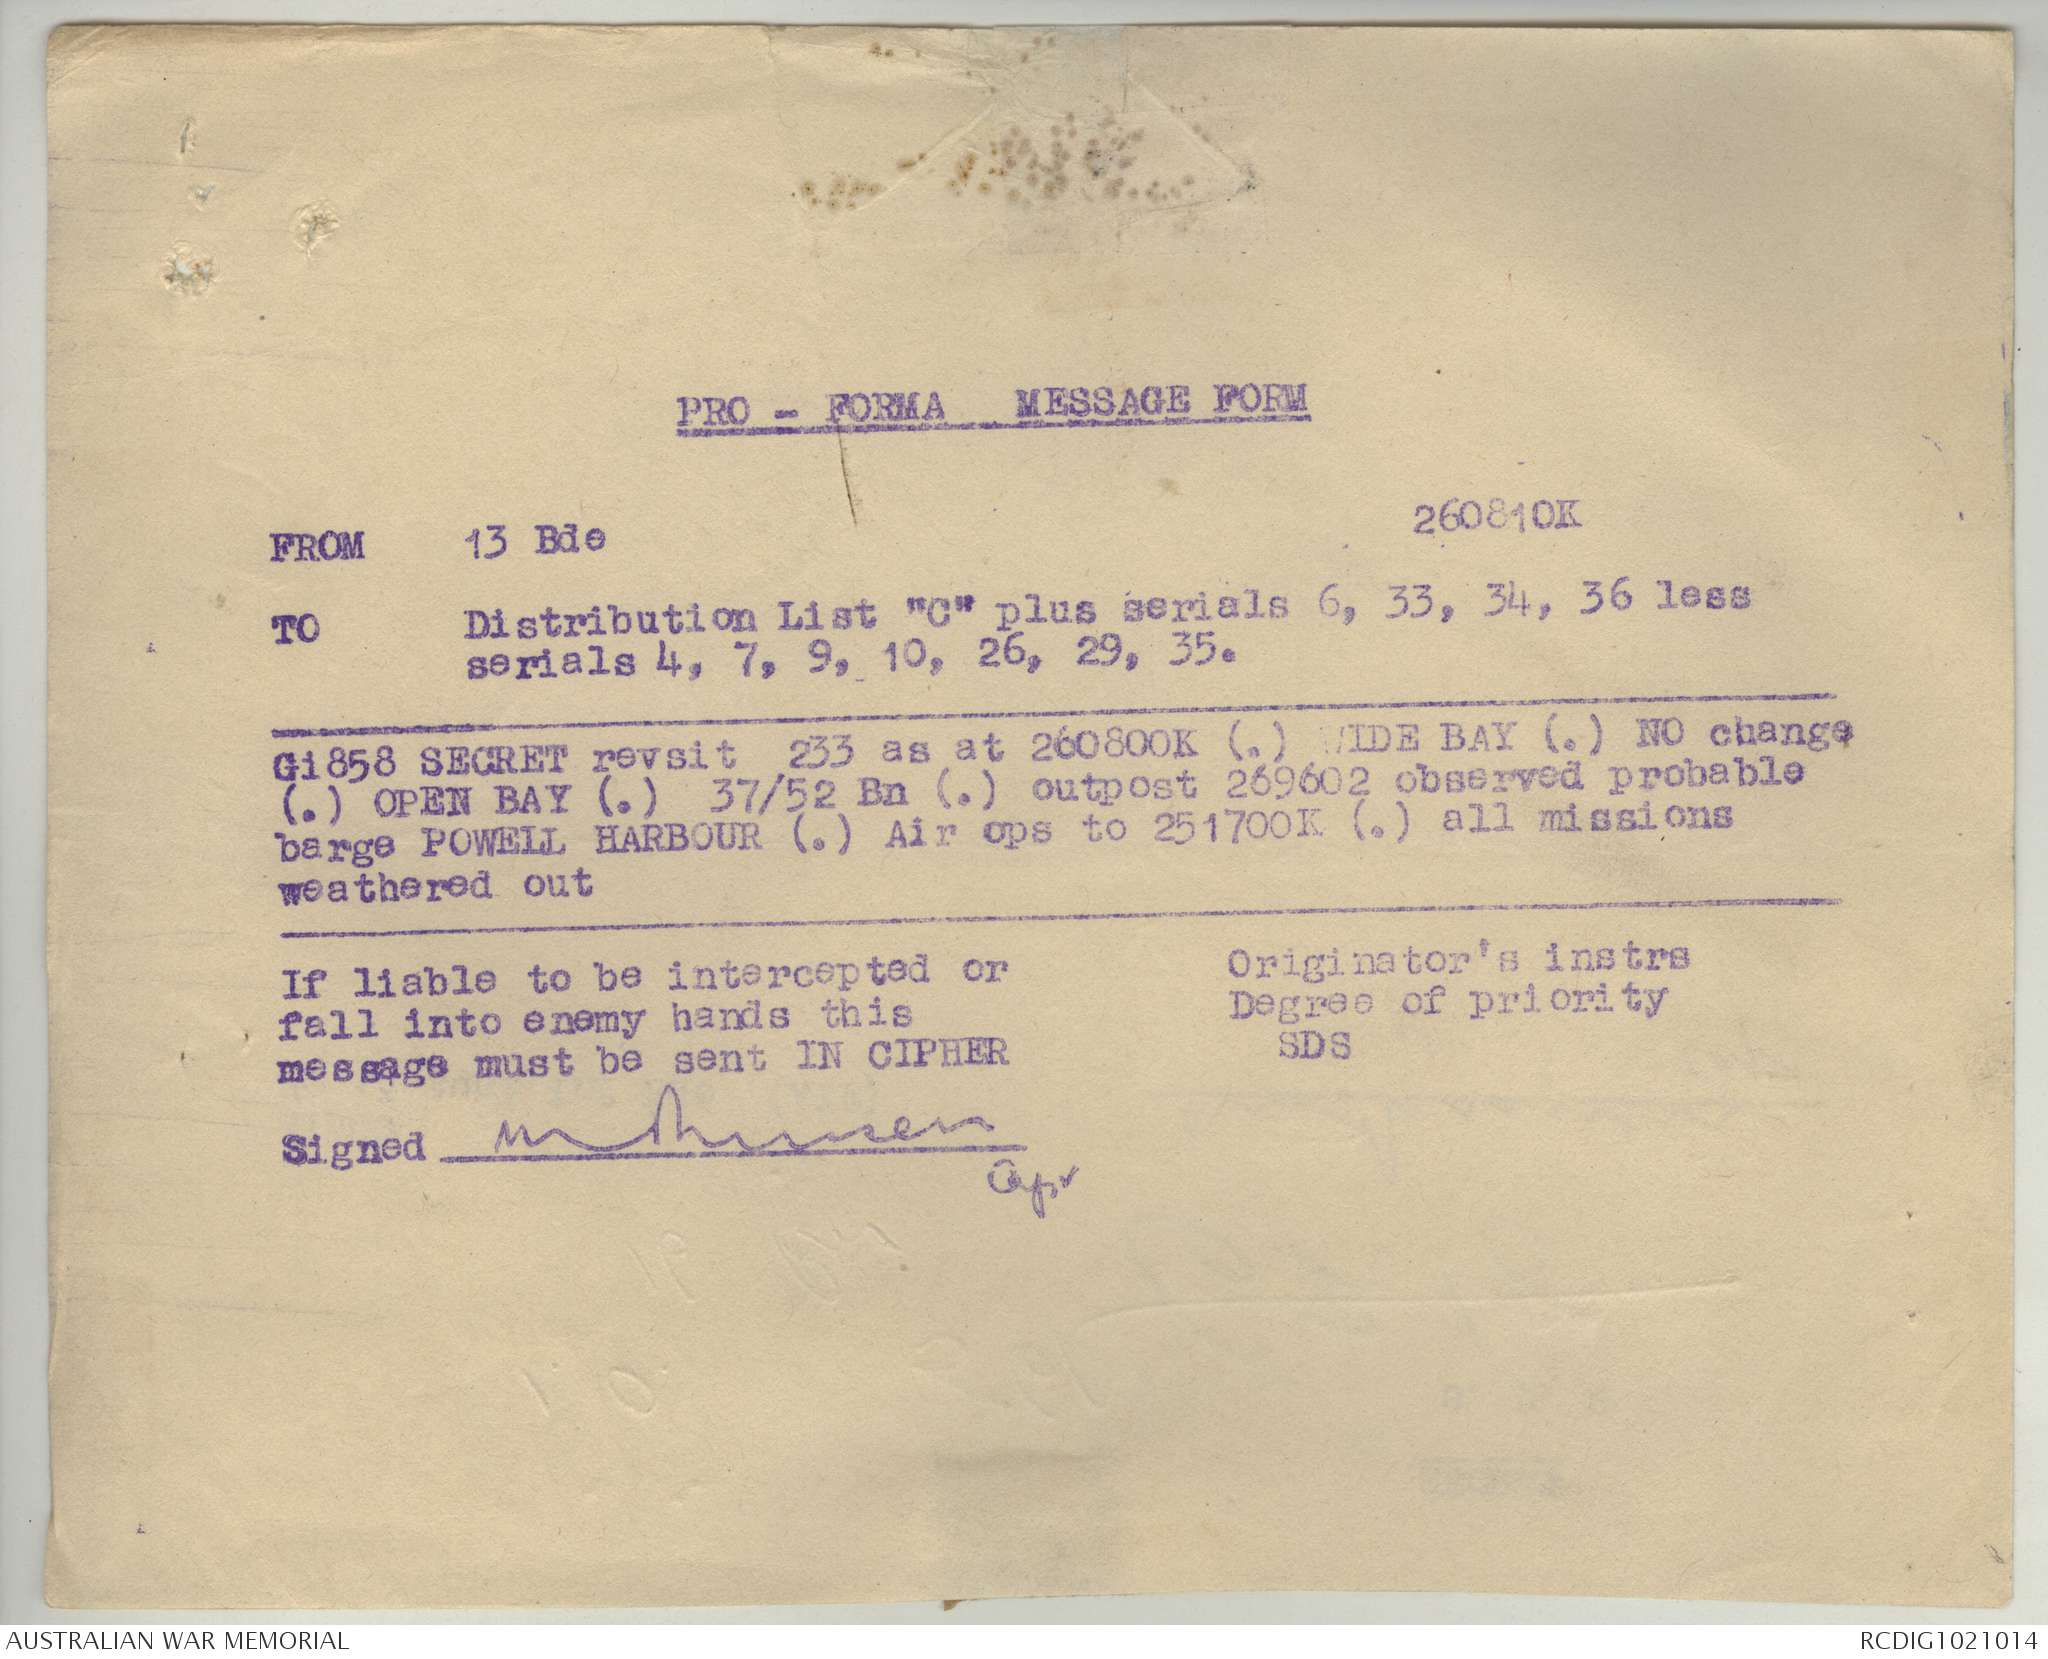 PRO - FORMA MESSAGE FORM
260810K
FROM 13 Bde
TO Distribution List "C" plus serials 6, 33, 34, 36 less
serials 4, 7, 9, 10, 26, 29, 35.
Gi858 SECRET revsit 233 as at 260800K (.) WIDE BAY (.) NO change
(.) OPEN BAY (.) 37/52 Bn (.) outpost 269602 observed probable
barge POWELL HARBOUR (.) Air ops to 251700K (.) all missions
weathered out
If liable to be intercepted or
fall into enemy hands this
message must be sent IN CIPHER
Originator's instrs
Degree of priority
SDS
Signed
AUSTRALIAN WAR MEMORIAL
RCDIG1021014